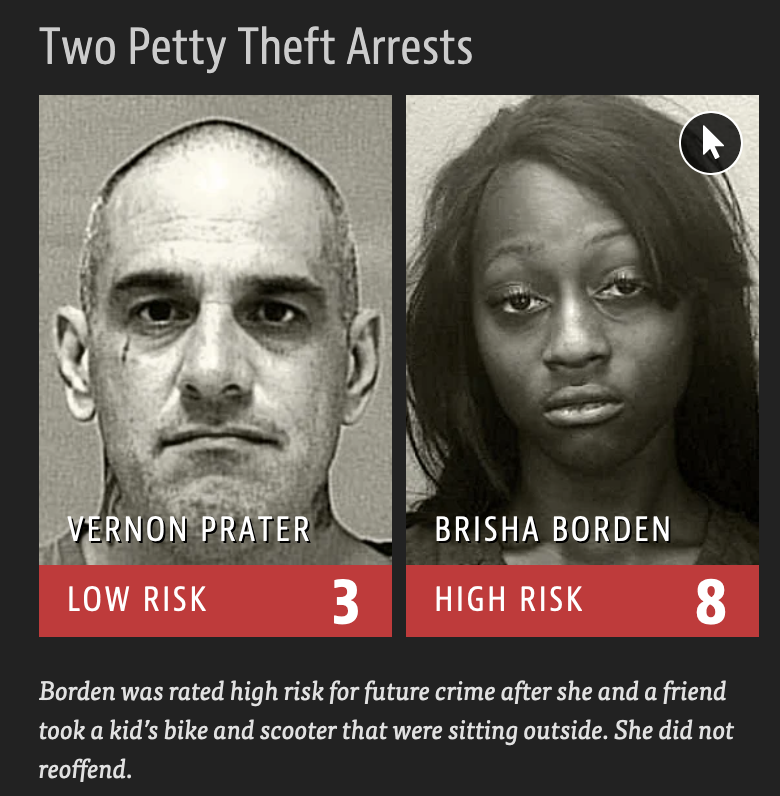 Two Petty Theft Arrests
VERNON PRATER
LOW RISK 3
BRISHA BORDEN
HIGH RISK 8
Borden was rated high risk for future crime after she and a friend
took a kid’s bike and scooter that were sitting outside. She did not
reoffend.